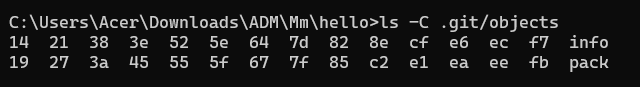 C:\Users\Acer\Downloads\ADM\Mm\hello>ls -C .git/objects
14  21  38  3e  52  5e  64  7d  82  8e  cf  e6  ec  f7  info
19  27  3a  45  55  5f  67  7f  85  c2  e1  ea  ee  fb  pack